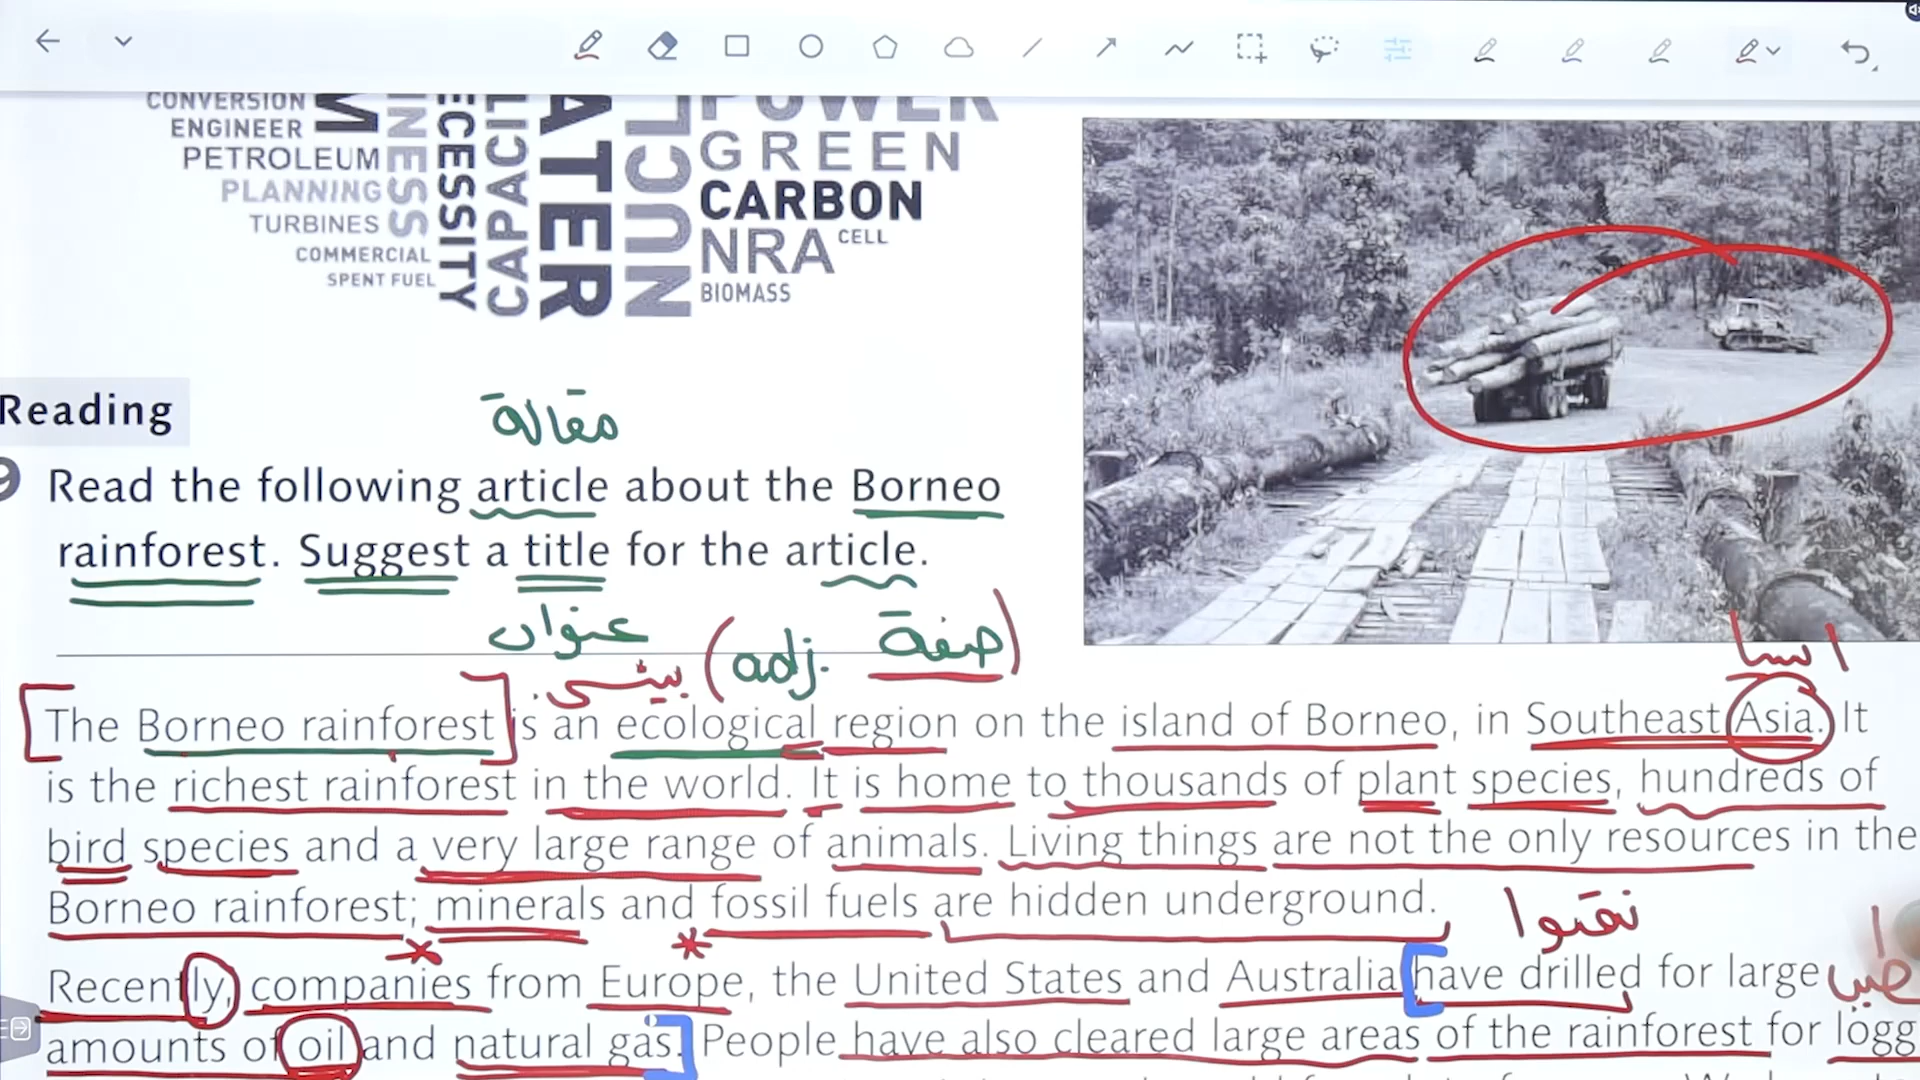 CONVERSION
ENGINEER
PETROLEUM
PLANNING
TURBINES
COMMERCIAL
SPENT FUEL
ATER
GREEN
CARBON
NRA
CELL
BIOMASS
Reading
مقالة
Read the following article about the Borneo
rainforest. Suggest a title for the article.
عنوان
(adj. صفة)
بيئي
اسيا
The Borneo rainforest is an ecological region on the island of Borneo, in Southeast Asia. It
is the richest rainforest in the world. It is home to thousands of plant species, hundreds of
bird species and a very large range of animals. Living things are not the only resources in the
Borneo rainforest; minerals and fossil fuels are hidden underground.
نقبوا
Recently, companies from Europe, the United States and Australia have drilled for large
amounts of oil and natural gas. People have also cleared large areas of the rainforest for logg